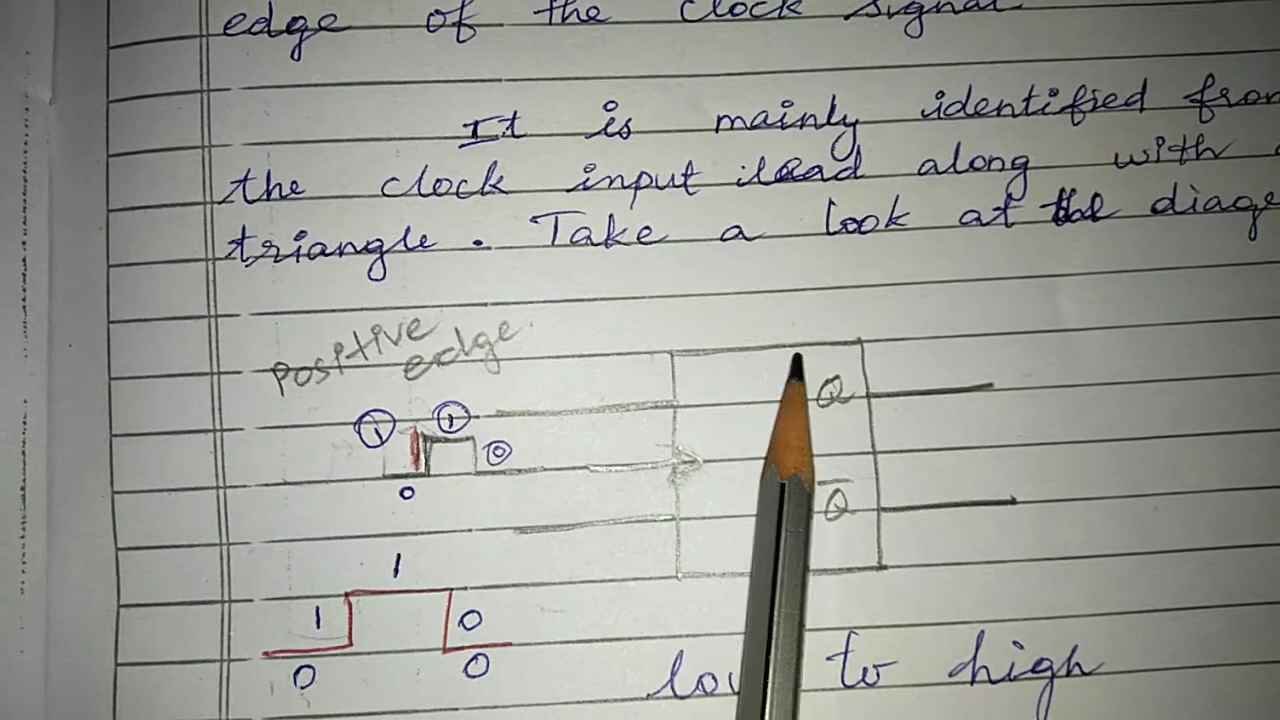 edge of the clock signal
It is mainly identified from
the clock input lead along with
triangle. Take a look at the
Positive
edge.
1 1
0
0
Q
Q̅
1
1 0
0 0
to high